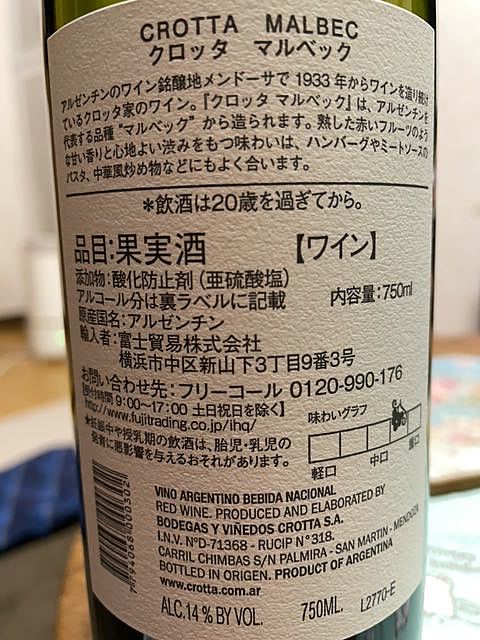 CROTTA MALBEC
クロッタ マルベック
アルゼンチンのワイン銘醸地メンドーサで1933年からワインを造り続け
ているクロッタ家のワイン。『クロッタ マルベック』は、アルゼンチンを
代表する品種"マルベック"から造られます。熟した赤いフルーツのよう
な甘い香りと心地よい渋みをもつ味わいは、ハンバーグやミートソースの
パスタ、中華風炒め物などにもよく合います。
*飲酒は20歳を過ぎてから。
品目:果実酒 【ワイン】
添加物:酸化防止剤(亜硫酸塩)
アルコール分は裏ラベルに記載 内容量:750ml
原産国名:アルゼンチン
輸入者:富士貿易株式会社
横浜市中区新山下3丁目9番3号
お問い合わせ先:フリーコール 0120-990-176
【受付時間 9:00~17:00 土日祝日を除く】
http://www.fujitrading.co.jp/ihq/
*妊娠中や授乳期の飲酒は、胎児・乳児の
発育に悪影響を与えるおそれがあります。
味わいグラフ
軽口 中口 重口
VINO ARGENTINO BEBIDA NACIONAL
RED WINE. PRODUCED AND ELABORATED BY
BODEGAS Y VIÑEDOS CROTTA S.A.
I.N.V. NºD-71368 - RUCIP Nº318.
CARRIL CHIMBAS S/N PALMIRA - SAN MARTIN - MENDOZA
BOTTLED IN ORIGEN. PRODUCT OF ARGENTINA
www.crotta.com.ar
ALC.14 % BY VOL. 750ML. L2770-E
7794068000302